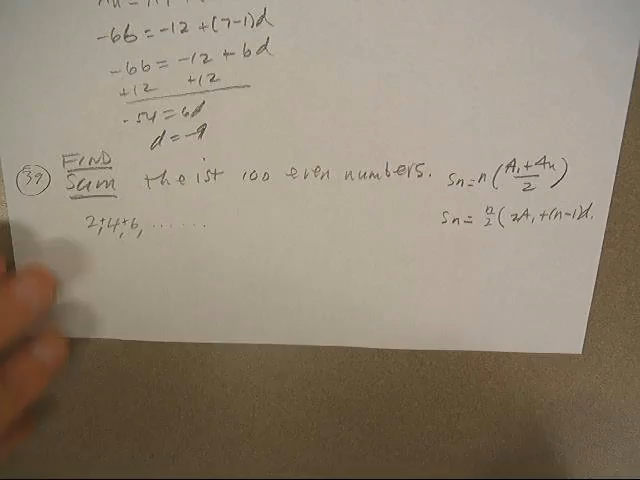 -66 = -12 + (7-1)d
-66 = -12 + 6d
+12 +12
-54 = 6d
d = -9
39 FIND
Sum the 1st 100 even numbers.
Sn = n(A1 + An / 2)
2,+4,+6, ......
Sn = n/2 (2A1 + (n-1)d.